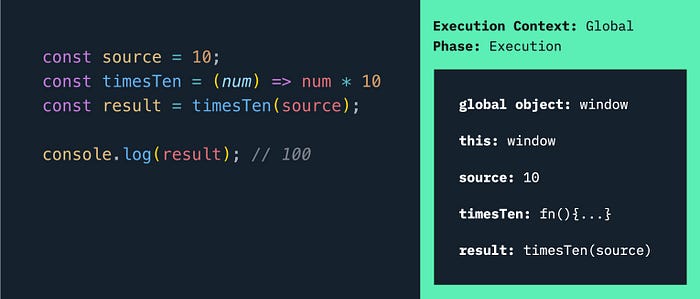 const source = 10;
const timesTen = (num) => num * 10
const result = timesTen(source);
console.log(result); // 100
Execution Context: Global
Phase: Execution
global object: window
this: window
source: 10
timesTen: fn(){...}
result: timesTen(source)